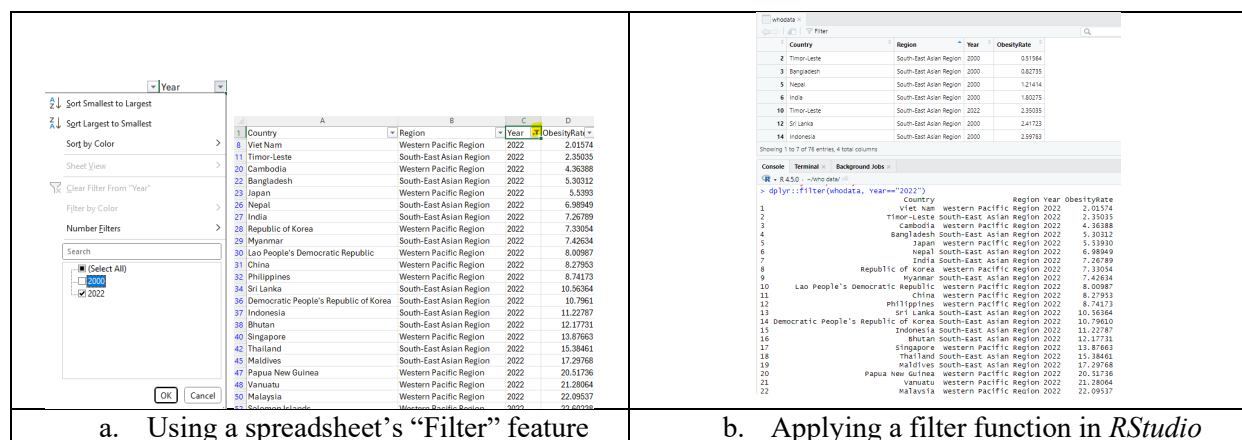 Year
Sort Smallest to Largest
Sort Largest to Smallest
Sort by Color
Sheet View
Clear Filter From "Year"
Filter by Color
Number Filters
Search
(Select All)
2000
2022
OK Cancel
A B C D
1 Country Region Year ObesityRate
8 Viet Nam Western Pacific Region 2022 2.01574
11 Timor-Leste South-East Asian Region 2022 2.35035
20 Cambodia Western Pacific Region 2022 4.36388
22 Bangladesh South-East Asian Region 2022 5.30312
23 Japan Western Pacific Region 2022 5.5393
26 Nepal South-East Asian Region 2022 6.98949
27 India South-East Asian Region 2022 7.26789
28 Republic of Korea Western Pacific Region 2022 7.33054
29 Myanmar South-East Asian Region 2022 7.42634
30 Lao People's Democratic Republic Western Pacific Region 2022 8.00987
31 China Western Pacific Region 2022 8.27953
32 Philippines Western Pacific Region 2022 8.74173
34 Sri Lanka South-East Asian Region 2022 10.56364
36 Democratic People's Republic of Korea South-East Asian Region 2022 10.7961
37 Indonesia South-East Asian Region 2022 11.22787
38 Bhutan South-East Asian Region 2022 12.17731
40 Singapore Western Pacific Region 2022 13.87663
42 Thailand South-East Asian Region 2022 15.38461
45 Maldives South-East Asian Region 2022 17.29768
47 Papua New Guinea Western Pacific Region 2022 20.51736
48 Vanuatu Western Pacific Region 2022 21.28064
50 Malaysia Western Pacific Region 2022 22.09537
52 Solomon Islands Western Pacific Region 2022 22.60238
a. Using a spreadsheet's "Filter" feature
whodata
Filter
Country Region Year ObesityRate
2 Timor-Leste South-East Asian Region 2000 0.51564
3 Bangladesh South-East Asian Region 2000 0.82735
5 Nepal South-East Asian Region 2000 1.21414
6 India South-East Asian Region 2000 1.80275
10 Timor-Leste South-East Asian Region 2022 2.35035
12 Sri Lanka South-East Asian Region 2000 2.41723
14 Indonesia South-East Asian Region 2000 2.59783
Showing 1 to 7 of 76 entries, 4 total columns
Console Terminal Background Jobs
R 4.5.0 · ~/who data/
> dplyr::filter(whodata, Year=="2022")
Country Region Year ObesityRate
1 Viet Nam Western Pacific Region 2022 2.01574
2 Timor-Leste South-East Asian Region 2022 2.35035
3 Cambodia Western Pacific Region 2022 4.36388
4 Bangladesh South-East Asian Region 2022 5.30312
5 Japan Western Pacific Region 2022 5.53930
6 Nepal South-East Asian Region 2022 6.98949
7 India South-East Asian Region 2022 7.26789
8 Republic of Korea Western Pacific Region 2022 7.33054
9 Myanmar South-East Asian Region 2022 7.42634
10 Lao People's Democratic Republic Western Pacific Region 2022 8.00987
11 China Western Pacific Region 2022 8.27953
12 Philippines Western Pacific Region 2022 8.74173
13 Sri Lanka South-East Asian Region 2022 10.56364
14 Democratic People's Republic of Korea South-East Asian Region 2022 10.79610
15 Indonesia South-East Asian Region 2022 11.22787
16 Bhutan South-East Asian Region 2022 12.17731
17 Singapore Western Pacific Region 2022 13.87663
18 Thailand South-East Asian Region 2022 15.38461
19 Maldives South-East Asian Region 2022 17.29768
20 Papua New Guinea Western Pacific Region 2022 20.51736
21 Vanuatu Western Pacific Region 2022 21.28064
22 Malaysia Western Pacific Region 2022 22.09537
b. Applying a filter function in RStudio